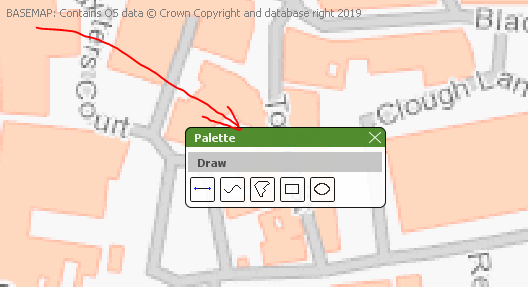 BASEMAP: Contains OS data © Crown Copyright and database right 2019
Court
Clough Lan
Palette
Draw